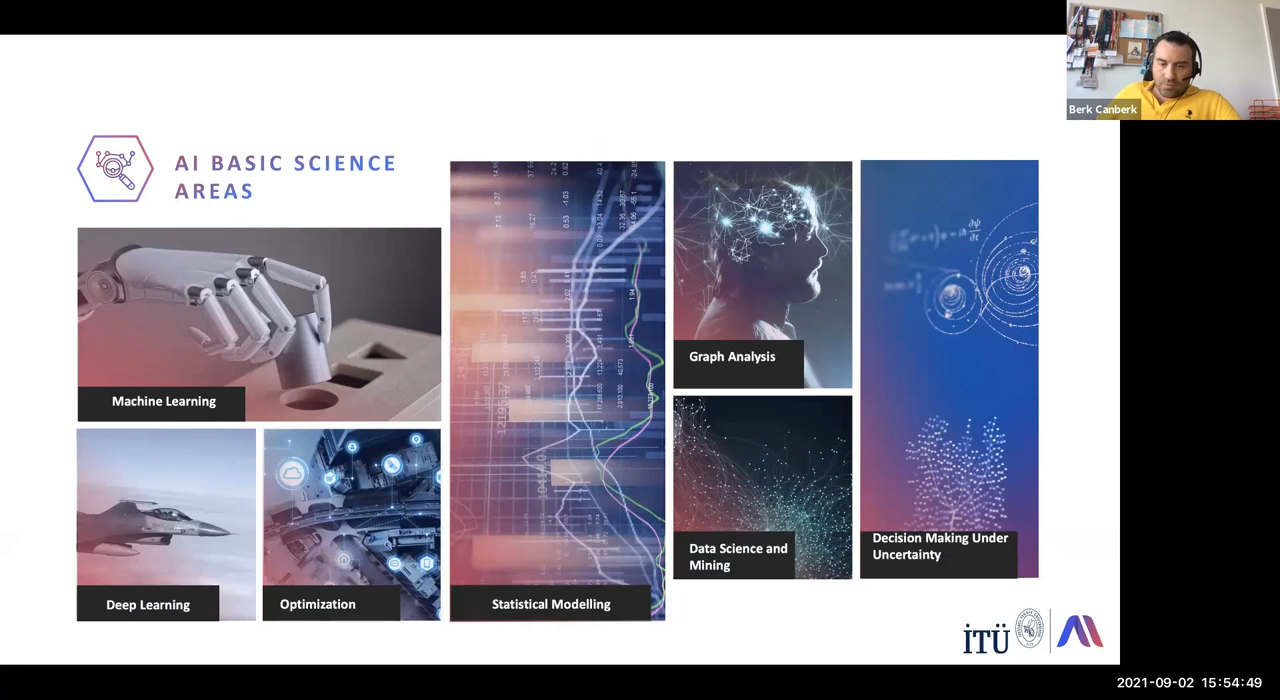 Berk Canberk
AI BASIC SCIENCE
AREAS
Machine Learning
Deep Learning
Optimization
Statistical Modelling
Graph Analysis
Data Science and
Mining
Decision Making Under
Uncertainty
İTÜ
2021-09-02 15:54:49